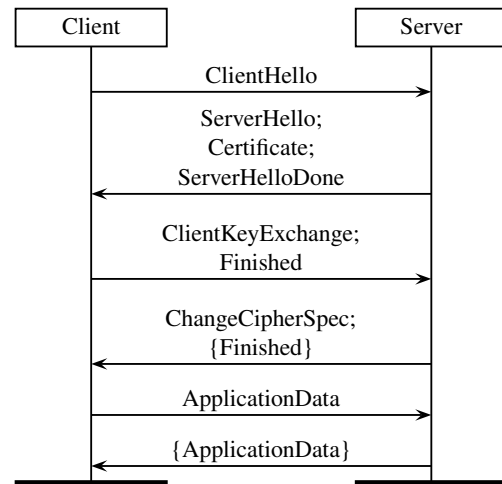 Client
Server
ClientHello
ServerHello;
Certificate;
ServerHelloDone
ClientKeyExchange;
Finished
ChangeCipherSpec;
{Finished}
ApplicationData
{ApplicationData}